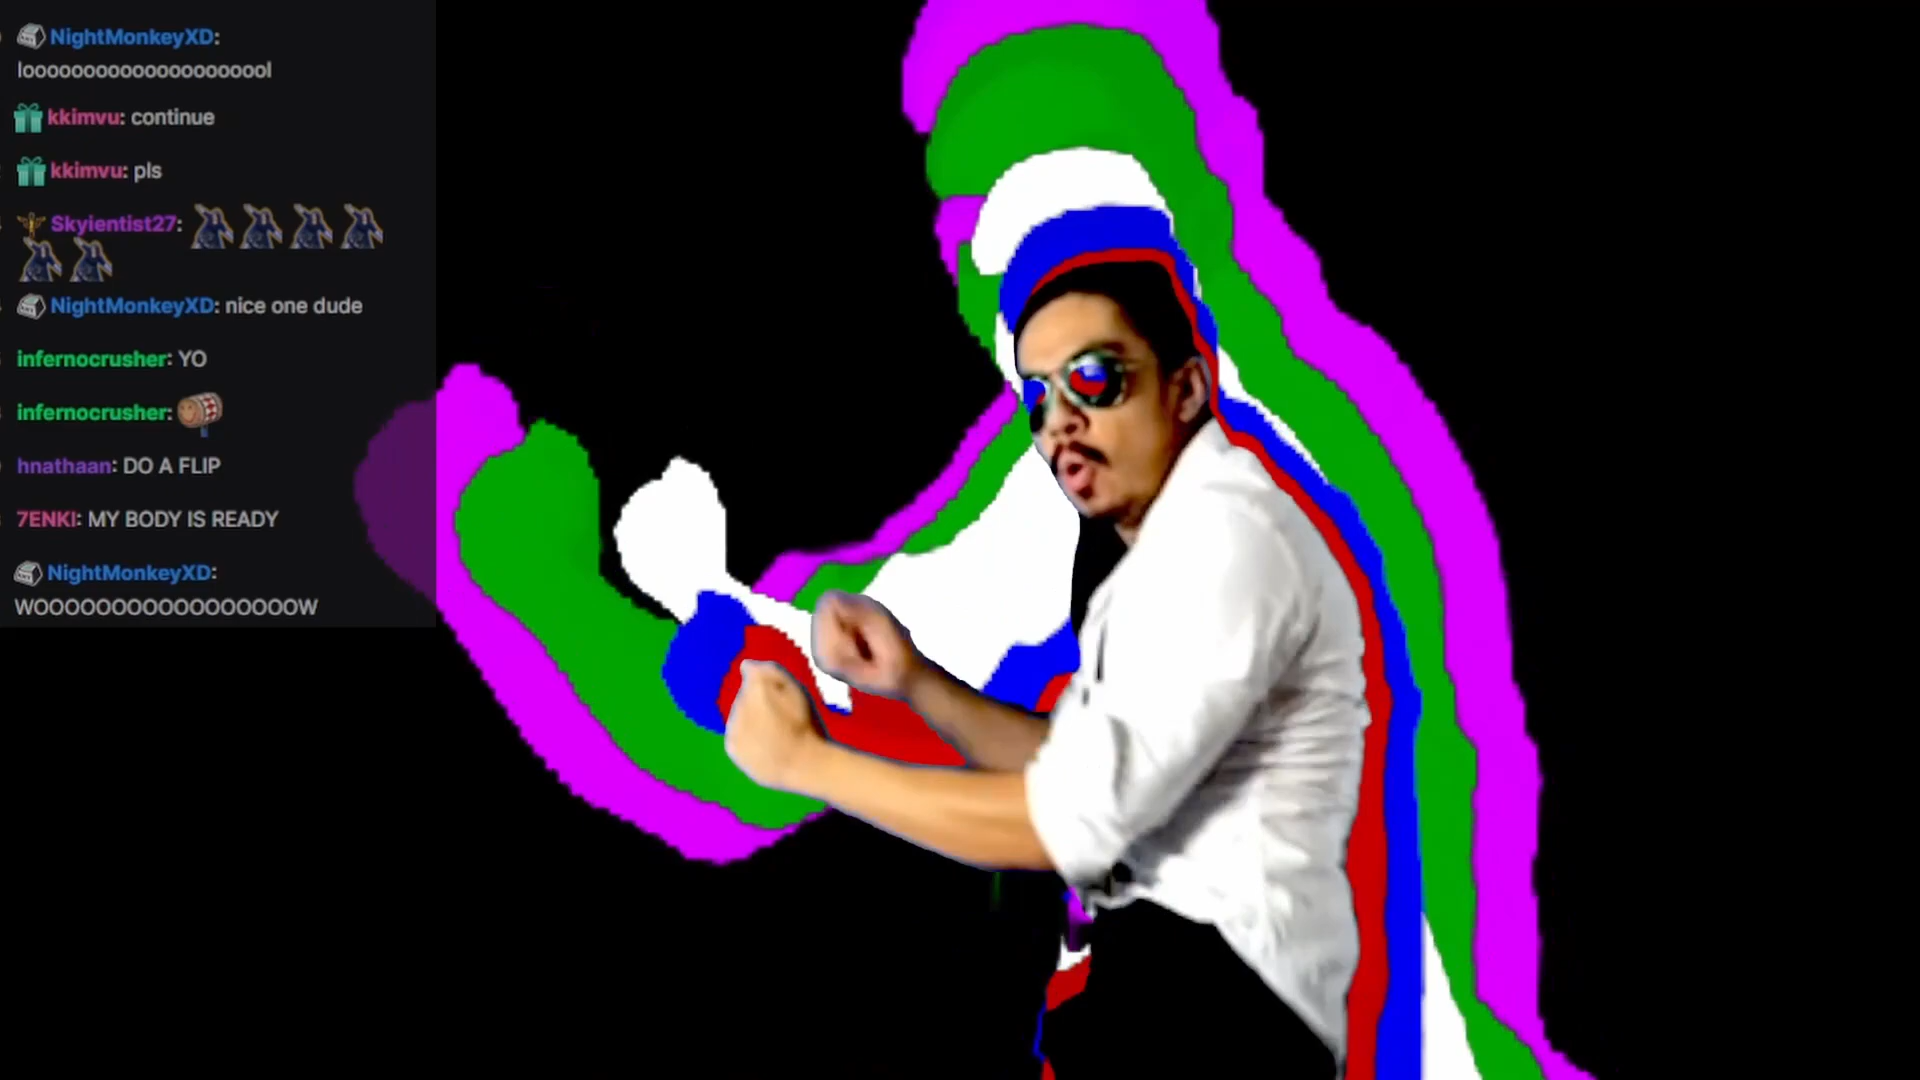 NightMonkeyXD:
looooooooooooooooooool
kkimvu: continue
kkimvu: pls
Skyientist27:
NightMonkeyXD: nice one dude
infernocrusher: YO
infernocrusher:
hnathaan: DO A FLIP
7ENKI: MY BODY IS READY
NightMonkeyXD:
WOOOOOOOOOOOOOOOOOW